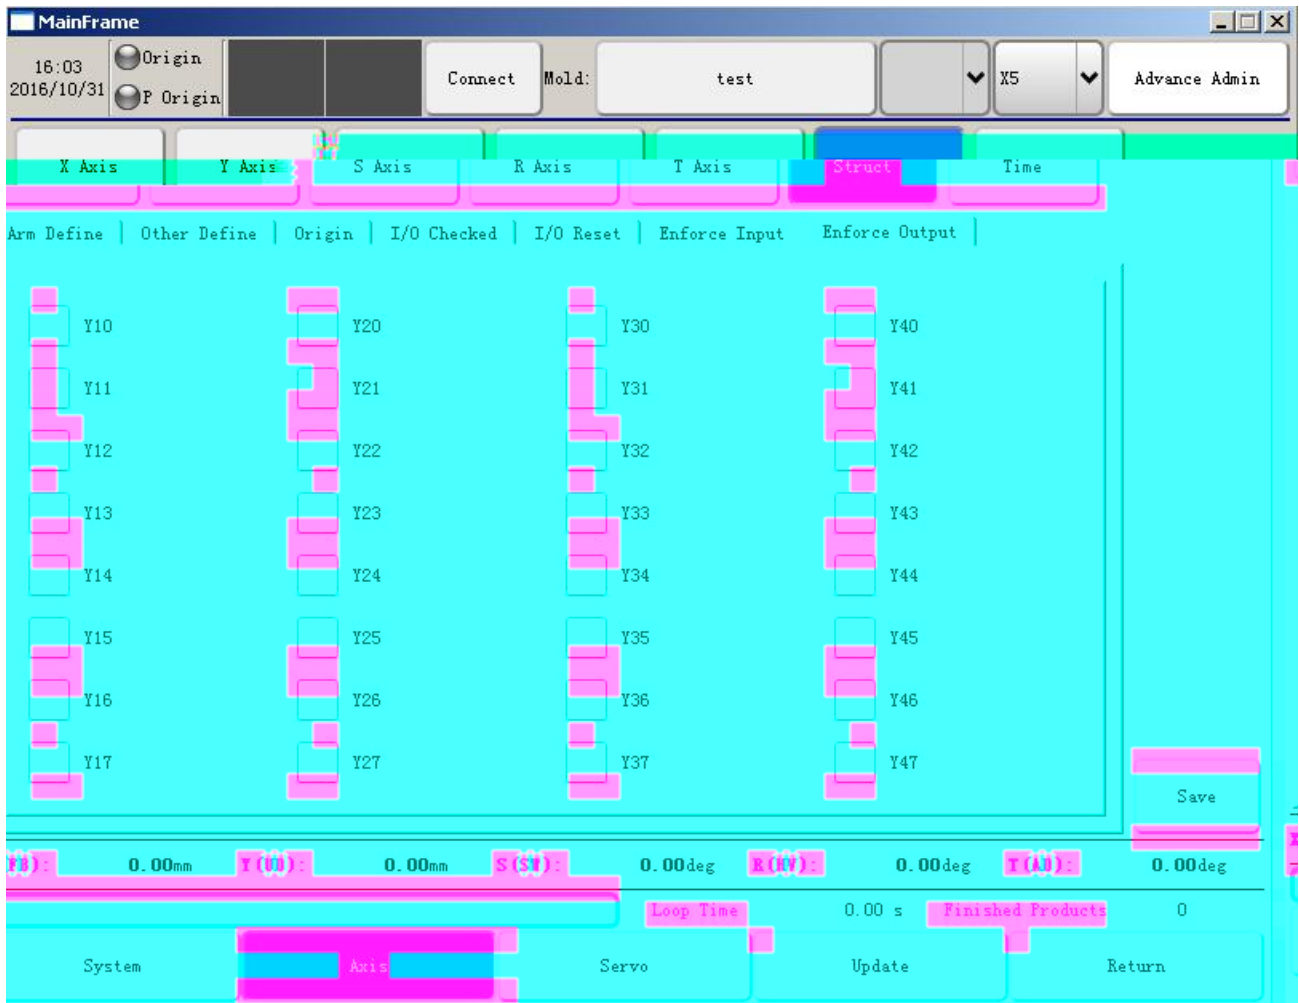 MainFrame
16:03 Origin Connect Mold: test X5 Advance Admin
2016/10/31 P Origin
X Axis Y Axis S Axis R Axis T Axis Struct Time
Arm Define Other Define Origin I/O Checked I/O Reset Enforce Input Enforce Output
Y10 Y20 Y30 Y40
Y11 Y21 Y31 Y41
Y12 Y22 Y32 Y42
Y13 Y23 Y33 Y43
Y14 Y24 Y34 Y44
Y15 Y25 Y35 Y45
Y16 Y26 Y36 Y46
Y17 Y27 Y37 Y47
Save
0.00mm 0.00mm 0.00deg 0.00deg 0.00deg
Loop Time 0.00 s Finished Products 0
System Axis Servo Update Return